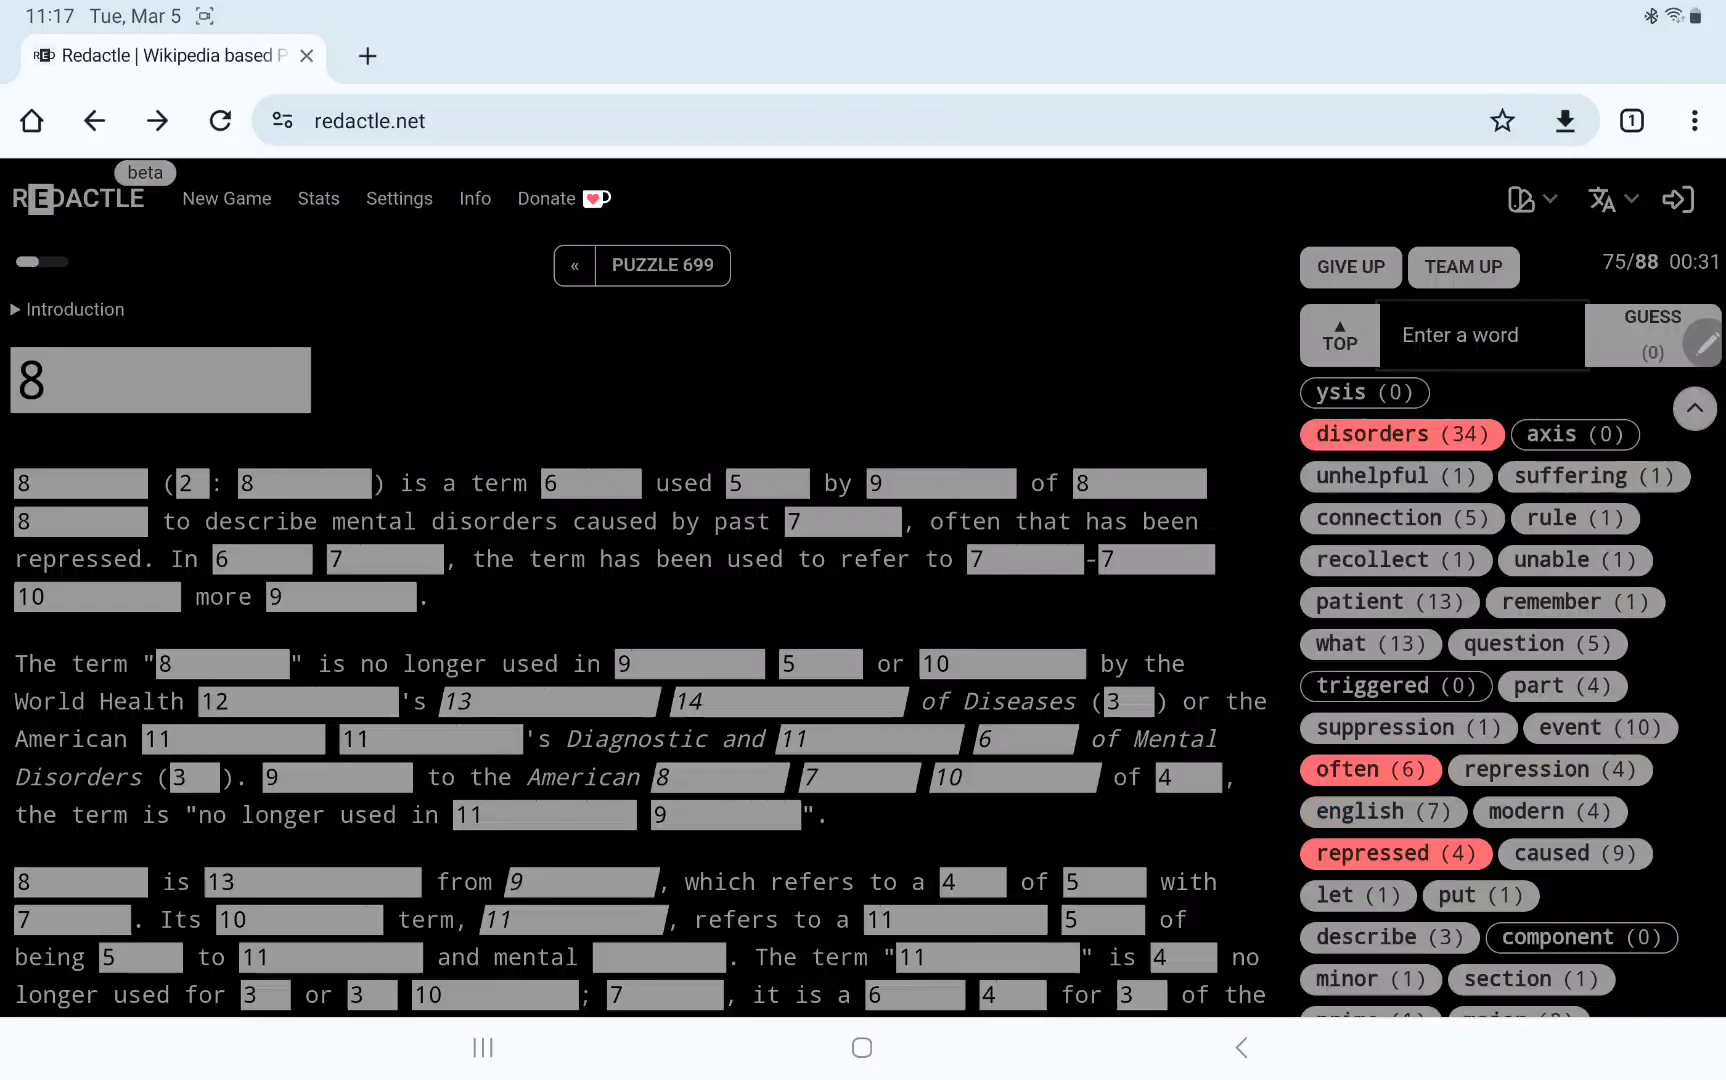 11:17 Tue, Mar 5
RED Redactle | Wikipedia based P
redactle.net
1
beta
REDACTLE New Game Stats Settings Info Donate
« PUZZLE 699
GIVE UP TEAM UP 75/88 00:31
Introduction
TOP Enter a word GUESS (0)
8
8 (2 : 8 ) is a term 6 used 5 by 9 of 8
8 to describe mental disorders caused by past 7 , often that has been
repressed. In 6 7 , the term has been used to refer to 7 -7
10 more 9 .
The term "8 " is no longer used in 9 5 or 10 by the
World Health 12 's 13 14 of Diseases (3 ) or the
American 11 11 's Diagnostic and 11 6 of Mental
Disorders (3 ). 9 to the American 8 7 10 of 4 ,
the term is "no longer used in 11 9 ".
8 is 13 from 9 , which refers to a 4 of 5 with
7 . Its 10 term, 11 , refers to a 11 5 of
being 5 to 11 and mental . The term "11 " is 4 no
longer used for 3 or 3 10 ; 7 , it is a 6 4 for 3 of the
ysis (0)
disorders (34) axis (0)
unhelpful (1) suffering (1)
connection (5) rule (1)
recollect (1) unable (1)
patient (13) remember (1)
what (13) question (5)
triggered (0) part (4)
suppression (1) event (10)
often (6) repression (4)
english (7) modern (4)
repressed (4) caused (9)
let (1) put (1)
describe (3) component (0)
minor (1) section (1)